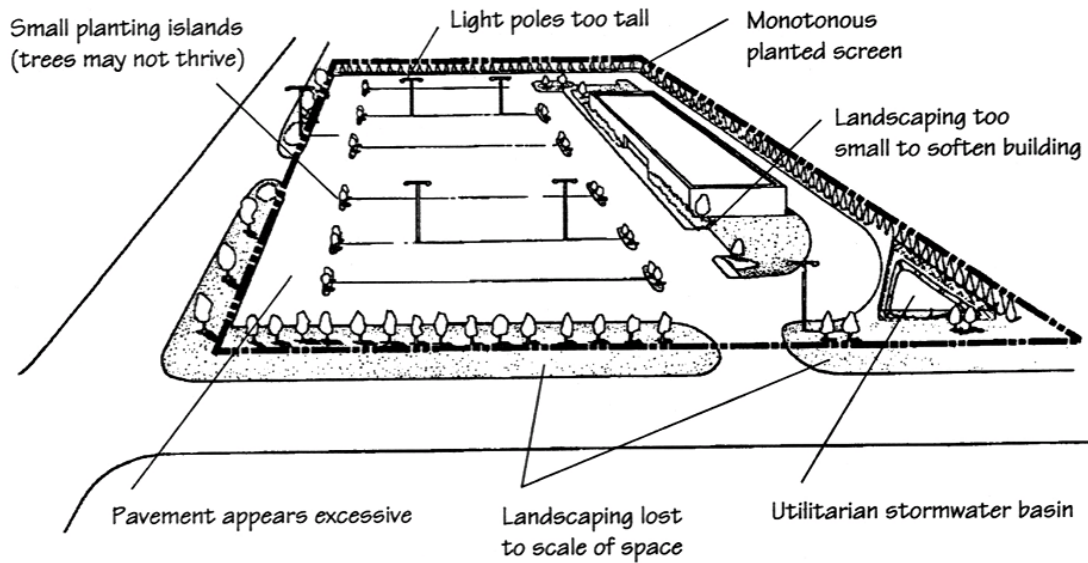 Small planting islands
(trees may not thrive)
Light poles too tall
Monotonous
planted screen
Landscaping too
small to soften building
Pavement appears excessive
Landscaping lost
to scale of space
Utilitarian stormwater basin